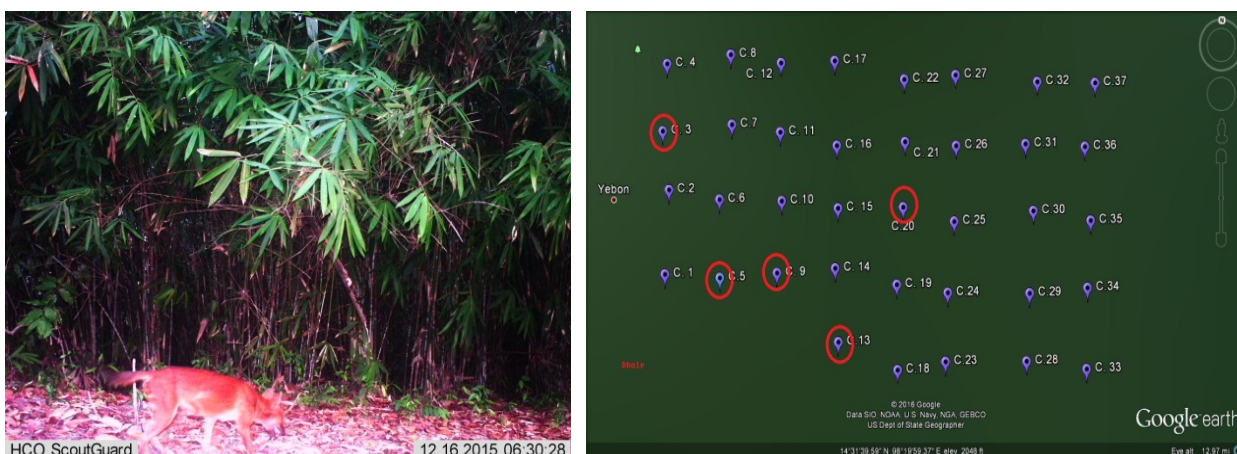 HCO ScoutGuard 12.16.2015 06:30:28
C. 4
C. 8
C. 12
C. 17
C. 22
C. 27
C. 32
C. 37
C. 3
C. 7
C. 11
C. 16
C. 21
C. 26
C. 31
C. 36
Yebon
C. 2
C. 6
C. 10
C. 15
C.20
C.25
C. 30
C. 35
C. 1
C.5
C. 9
C. 14
C. 19
C. 24
C. 29
C. 34
C. 13
Dhole
C. 18
C. 23
C. 28
C. 33
N
© 2016 Google
Data SIO, NOAA, U.S. Navy, NGA, GEBCO
US Dept of State Geographer
Google earth
14°31'39.59" N 98°19'59.37" E elev 2048 ft
Eye alt 12.97 mi